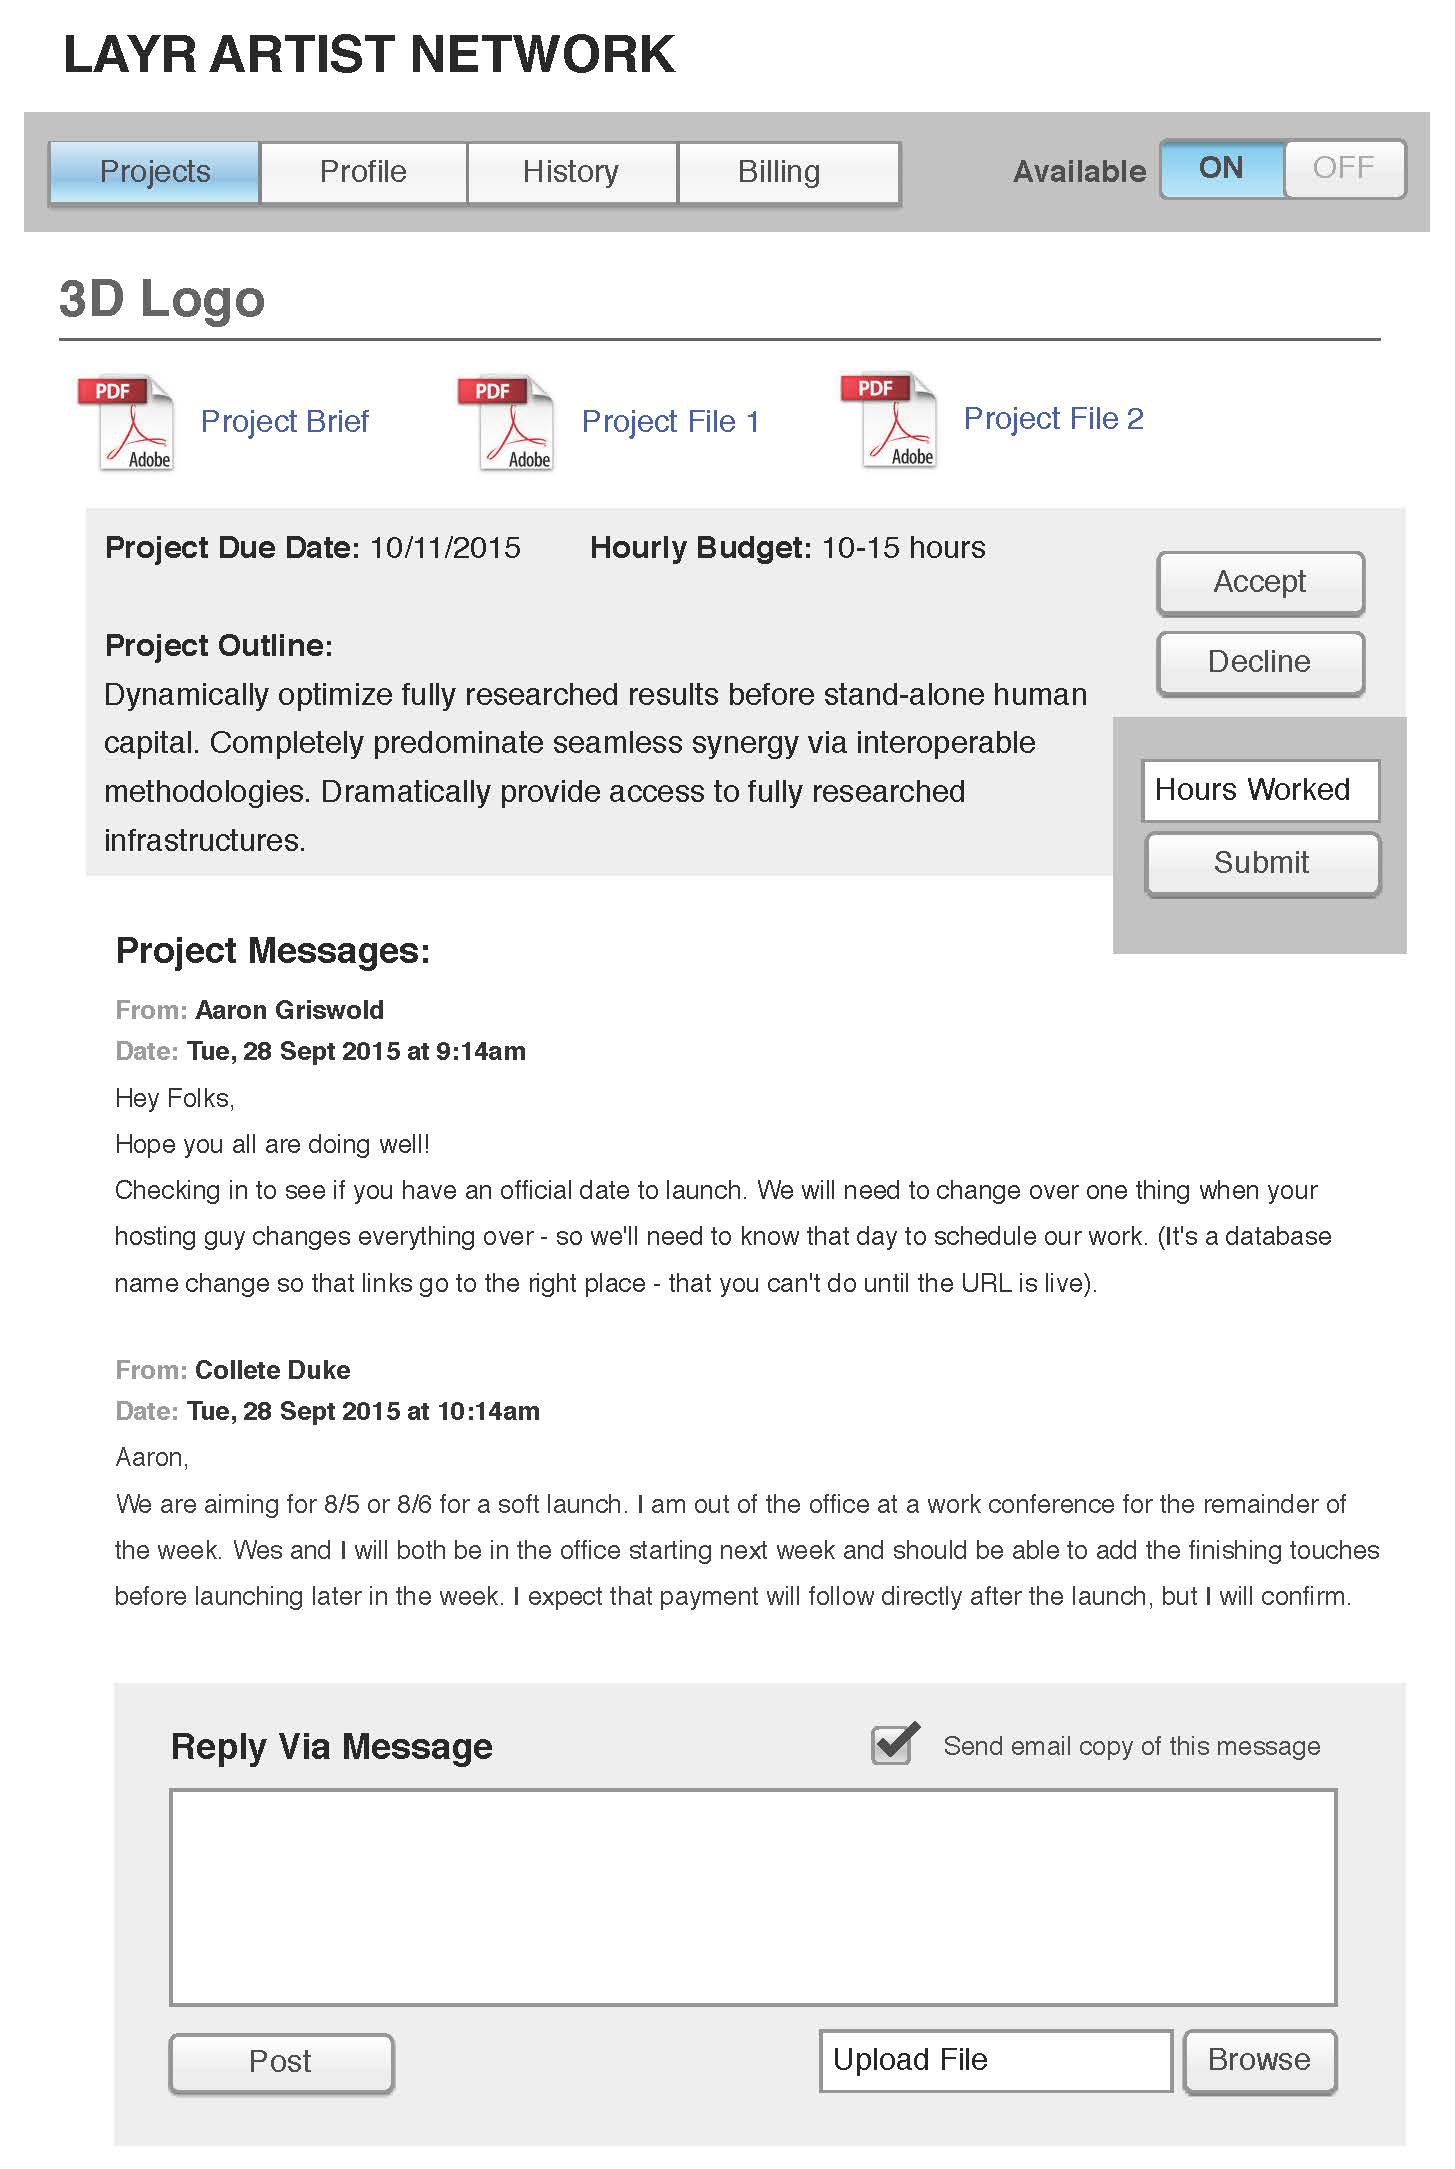 LAYR ARTIST NETWORK
Projects
Profile
History
Billing
Available
ON
OFF
3D Logo
PDF
Adobe
Project Brief
PDF
Adobe
Project File 1
PDF
Adobe
Project File 2
Project Due Date: 10/11/2015
Hourly Budget: 10-15 hours
Accept
Decline
Project Outline:
Dynamically optimize fully researched results before stand-alone human
capital. Completely predominate seamless synergy via interoperable
methodologies. Dramatically provide access to fully researched
infrastructures.
Hours Worked
Submit
Project Messages:
From: Aaron Griswold
Date: Tue, 28 Sept 2015 at 9:14am
Hey Folks,
Hope you all are doing well!
Checking in to see if you have an official date to launch. We will need to change over one thing when your
hosting guy changes everything over - so we'll need to know that day to schedule our work. (It's a database
name change so that links go to the right place - that you can't do until the URL is live).
From: Collete Duke
Date: Tue, 28 Sept 2015 at 10:14am
Aaron,
We are aiming for 8/5 or 8/6 for a soft launch. I am out of the office at a work conference for the remainder of
the week. Wes and I will both be in the office starting next week and should be able to add the finishing touches
before launching later in the week. I expect that payment will follow directly after the launch, but I will confirm.
Reply Via Message
Send email copy of this message
Post
Upload File
Browse